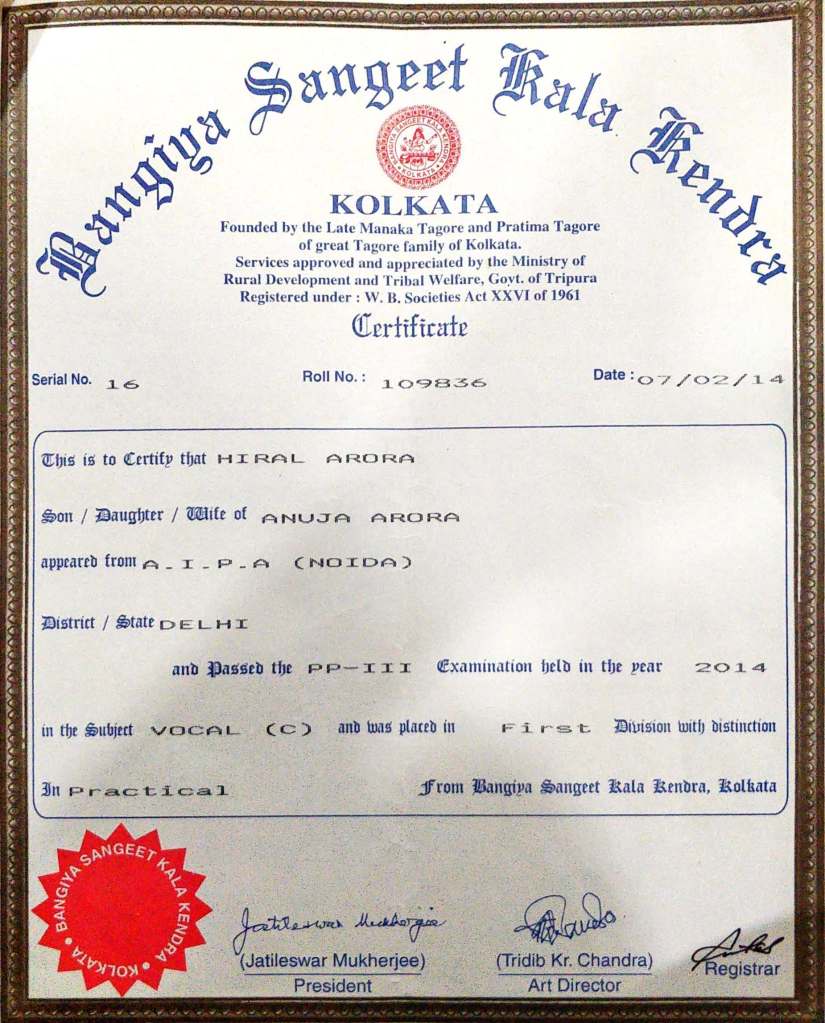 Bangiya Sangeet Kala Kendra
BANGIYA SANGEET KALA KENDRA
• KOLKATA •
KOLKATA
Founded by the Late Manaka Tagore and Pratima Tagore
of great Tagore family of Kolkata.
Services approved and appreciated by the Ministry of
Rural Development and Tribal Welfare, Govt. of Tripura
Registered under : W. B. Societies Act XXVI of 1961
Certificate
Serial No. 16 Roll No. : 109836 Date : 07/02/14
This is to Certify that HIRAL ARORA
Son / Daughter / Wife of ANUJA ARORA
appeared from A.I.P.A (NOIDA)
District / State DELHI
and Passed the PP-III Examination held in the year 2014
in the Subject VOCAL (C) and was placed in First Division with distinction
In Practical From Bangiya Sangeet Kala Kendra, Kolkata
BANGIYA SANGEET KALA KENDRA
• KOLKATA •
Jatileswar Mukherjee
(Jatileswar Mukherjee) (Tridib Kr. Chandra) Registrar
President Art Director